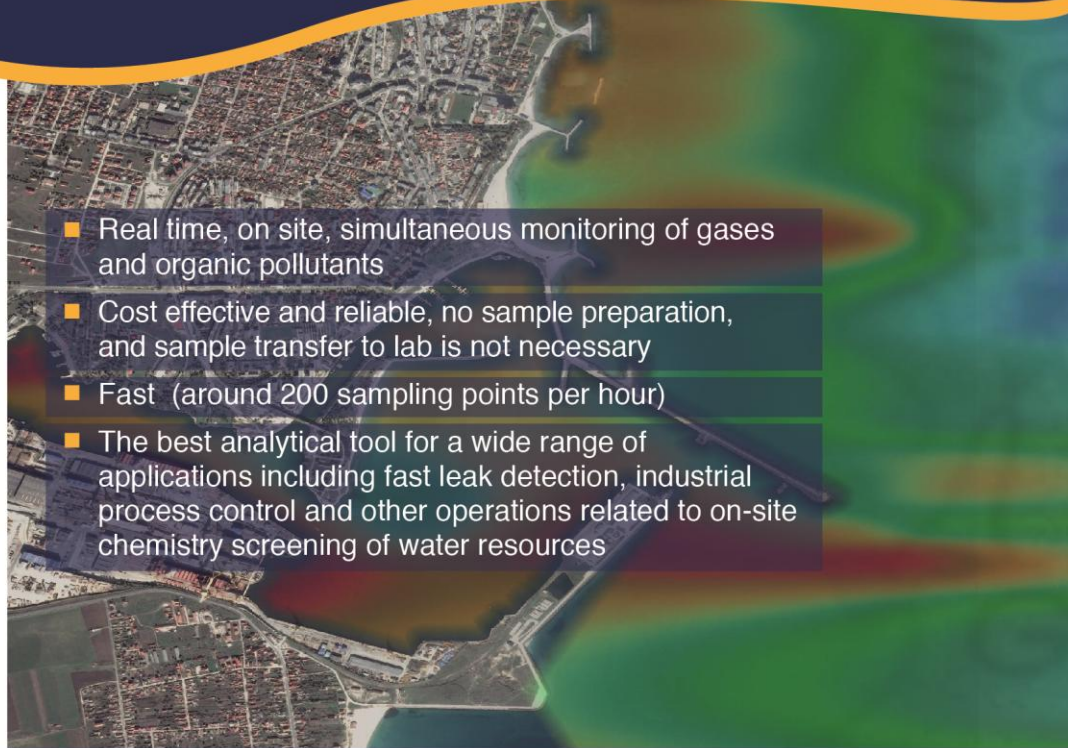 Real time, on site, simultaneous monitoring of gases
and organic pollutants
Cost effective and reliable, no sample preparation,
and sample transfer to lab is not necessary
Fast (around 200 sampling points per hour)
The best analytical tool for a wide range of
applications including fast leak detection, industrial
process control and other operations related to on-site
chemistry screening of water resources